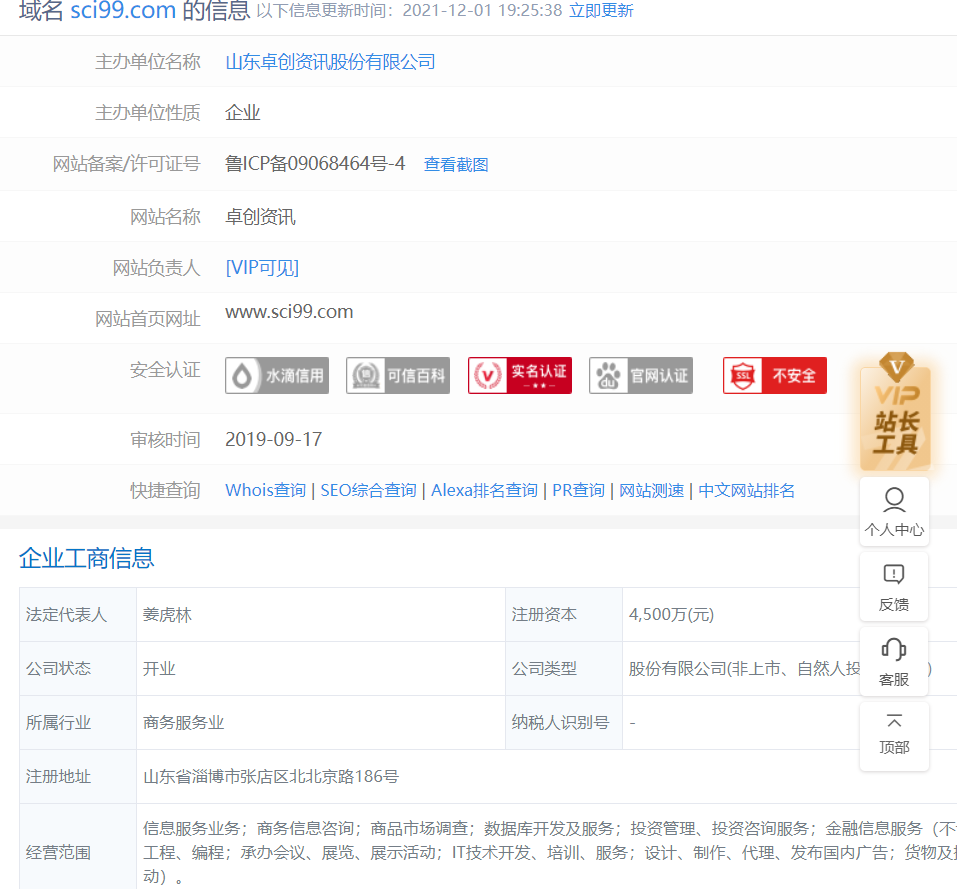 域名 sci99.com 的信息 以下信息更新时间：2021-12-01 19:25:38 立即更新
主办单位名称 山东卓创资讯股份有限公司
主办单位性质 企业
网站备案/许可证号 鲁ICP备09068464号-4 查看截图
网站名称 卓创资讯
网站负责人 [VIP可见]
网站首页网址 www.sci99.com
安全认证 水滴信用 可信百科 实名认证 du 官网认证 SSL 不安全
审核时间 2019-09-17
快捷查询 Whois查询 | SEO综合查询 | Alexa排名查询 | PR查询 | 网站测速 | 中文网站排名
V
VIP
站长
工具
个人中心
反馈
客服
顶部
企业工商信息
法定代表人 姜虎林 注册资本 4,500万(元)
公司状态 开业 公司类型 股份有限公司(非上市、自然人投 )
所属行业 商务服务业 纳税人识别号 -
注册地址 山东省淄博市张店区北北京路186号
经营范围 信息服务业务；商务信息咨询；商品市场调查；数据库开发及服务；投资管理、投资咨询服务；金融信息服务（不
工程、编程；承办会议、展览、展示活动；IT技术开发、培训、服务；设计、制作、代理、发布国内广告；货物及
动）。